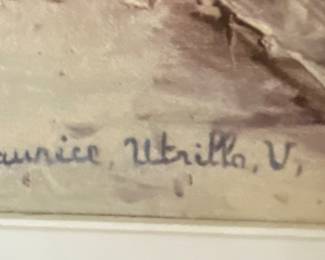 aurice, Utrillo, V,